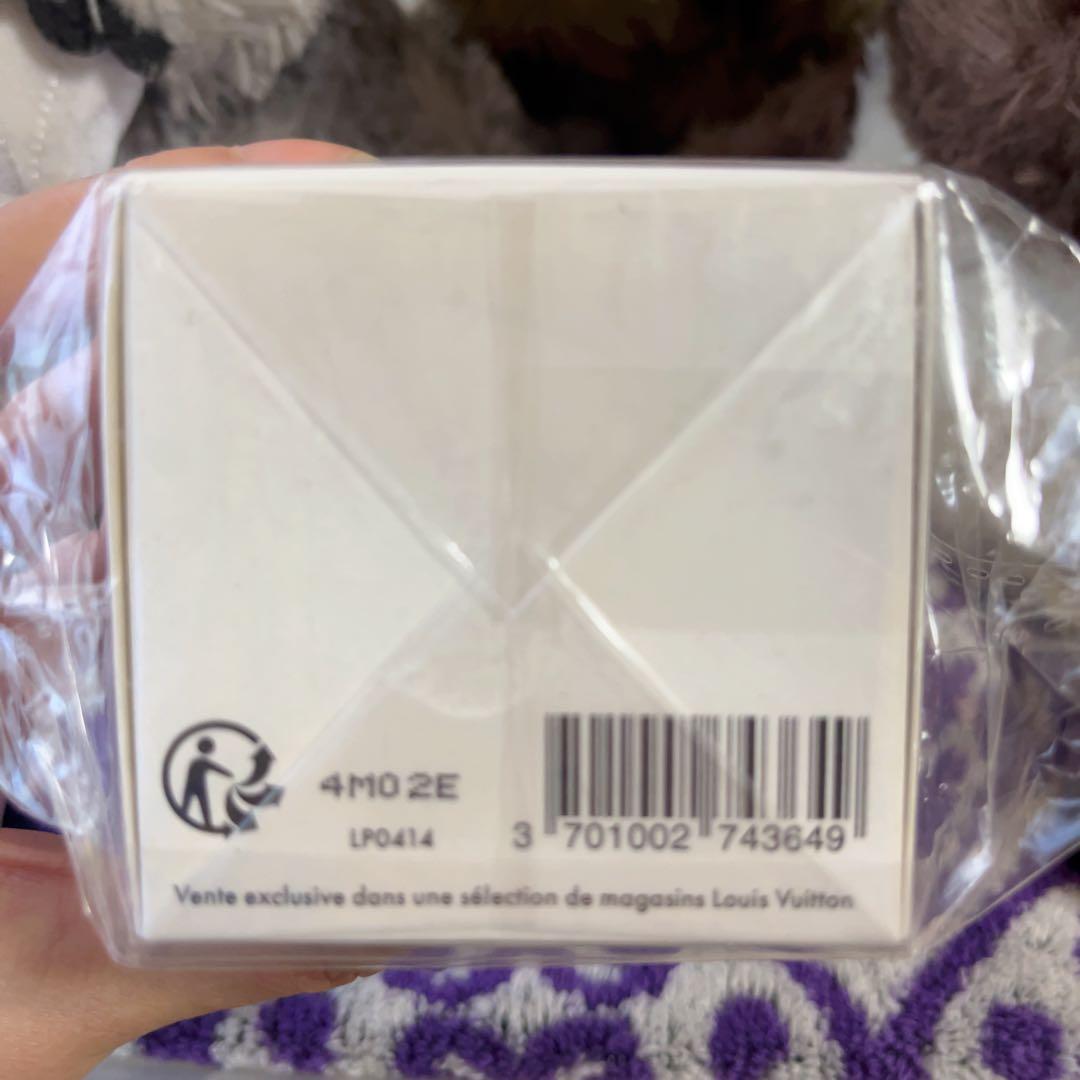 4M02E
LP0414
3 701002 743649
Vente exclusive dans une sélection de magasins Louis Vuitton